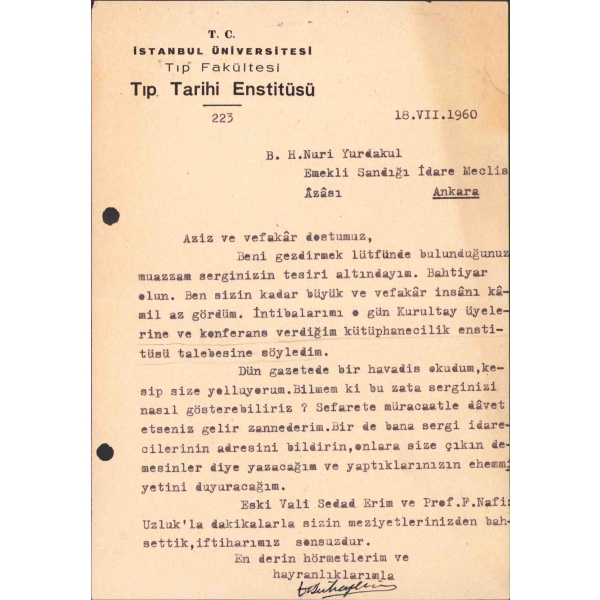 T. C.
İSTANBUL ÜNİVERSİTESİ
Tıp Fakültesi
Tıp Tarihi Enstitüsü
223
18.VII.1960
B. H.Nuri Yurdakul
Emekli Sandığı İdare Meclis
Âzâsı Ankara
Aziz ve vefakâr dostumuz,
Beni gezdirmek lûtfünde bulunduğunuz
muazzam serginizin tesiri altındayım. Bahtiyar
olun. Ben sizin kadar büyük ve vefakâr insânı kâ-
mil az gördüm. İntibalarımı o gün Kurultay üyele-
rine ve konferans verdiğim kütüphanecilik ensti-
tüsü talebesine söyledim.
Dün gazetede bir havadis okudum,ke-
sip size yolluyorum.Bilmem ki bu zata serginizi
nasıl gösterebiliriz ? Sefarete müracaatle dâvet
etseniz gelir zannederim.Bir de bana sergi idare-
cilerinin adresini bildirin,onlara size çıkın de-
mesinler diye yazacağım ve yaptıklarınızın ehemmi
yetini duyuracağım.
Eski Vali Sedad Erim ve Prof.F.Nafiz
Uzluk'la dakikalarla sizin meziyetlerinizden bah-
settik,iftiharımız sonsuzdur.
En derin hörmetlerim ve
hayranlıklarımla